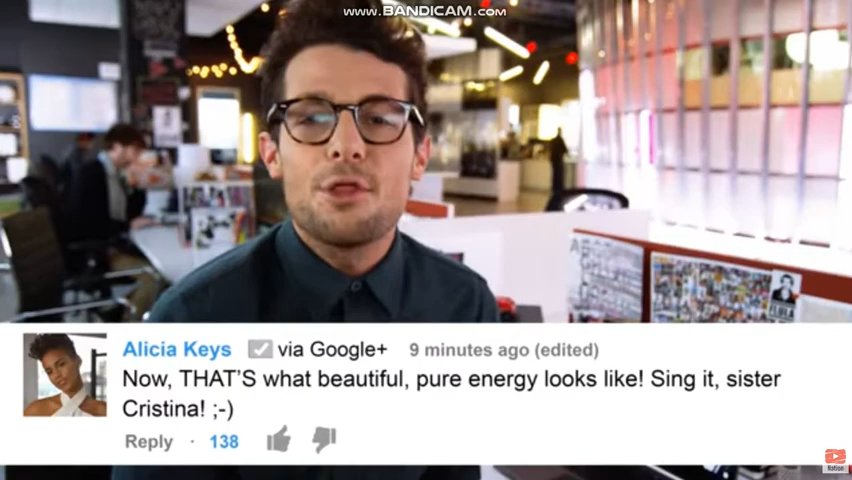 WWW.BANDICAM.COM
Alicia Keys via Google+ 9 minutes ago (edited)
Now, THAT'S what beautiful, pure energy looks like! Sing it, sister
Cristina! ;-)
Reply · 138
Ration